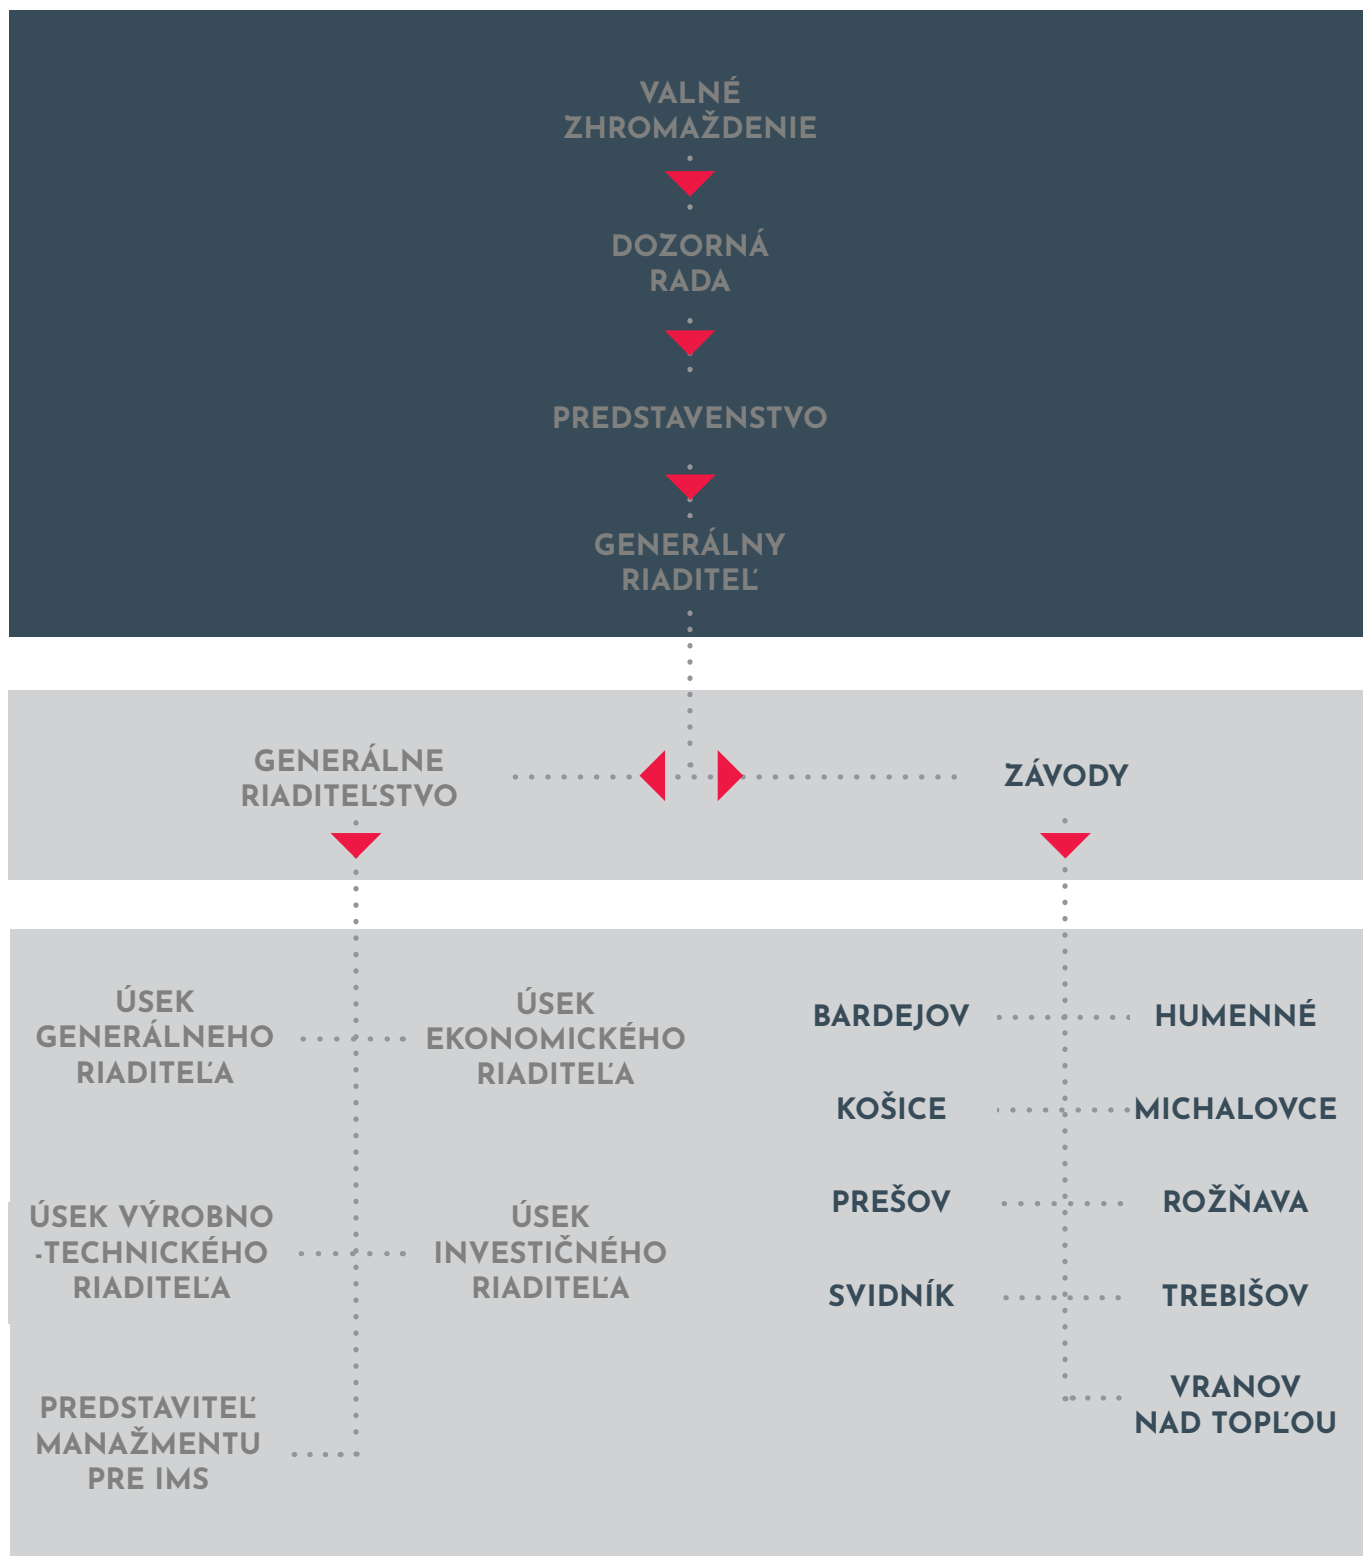 VALNÉ
ZHROMAŽDENIE
DOZORNÁ
RADA
PREDSTAVENSTVO
GENERÁLNY
RIADITEĽ
GENERÁLNE
RIADITEĽSTVO
ZÁVODY
ÚSEK
GENERÁLNEHO
RIADITEĽA
ÚSEK
EKONOMICKÉHO
RIADITEĽA
ÚSEK VÝROBNO
-TECHNICKÉHO
RIADITEĽA
ÚSEK
INVESTIČNÉHO
RIADITEĽA
PREDSTAVITEĽ
MANAŽMENTU
PRE IMS
BARDEJOV
HUMENNÉ
KOŠICE
MICHALOVCE
PREŠOV
ROŽŇAVA
SVIDNÍK
TREBIŠOV
VRANOV
NAD TOPĽOU